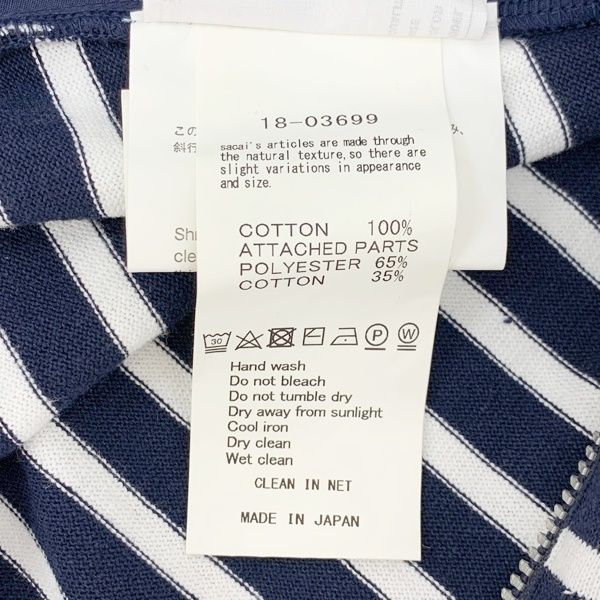 18-03699
sacai's articles are made through
the natural texture, so there are
slight variations in appearance
and size.
COTTON 100%
ATTACHED PARTS
POLYESTER 65%
COTTON 35%
30 P W
Hand wash
Do not bleach
Do not tumble dry
Dry away from sunlight
Cool iron
Dry clean
Wet clean
CLEAN IN NET
MADE IN JAPAN
この
斜行
Shr
cle